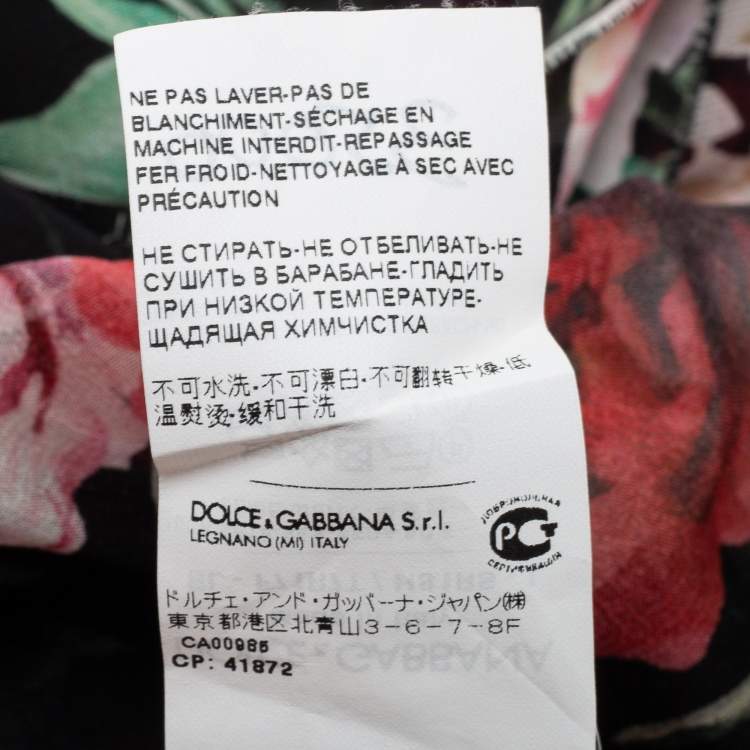 NE PAS LAVER-PAS DE
BLANCHIMENT-SÉCHAGE EN
MACHINE INTERDIT-REPASSAGE
FER FROID-NETTOYAGE À SEC AVEC
PRÉCAUTION
НЕ СТИРАТЬ-НЕ ОТБЕЛИВАТЬ-НЕ
СУШИТЬ В БАРАБАНЕ-ГЛАДИТЬ
ПРИ НИЗКОЙ ТЕМПЕРАТУРЕ-
ЩАДЯЩАЯ ХИМЧИСТКА
不可水洗·不可漂白·不可翻转干燥·低
温熨烫·缓和干洗
DOLCE & GABBANA S.r.l.
LEGNANO (MI) ITALY
ДОБРОВОЛЬНАЯ
РСТ
СЕРТИФИКАЦИЯ
ドルチェ・アンド・ガッバーナ・ジャパン㈱
東京都港区北青山3-6-7-8F
CA00985
CP: 41872